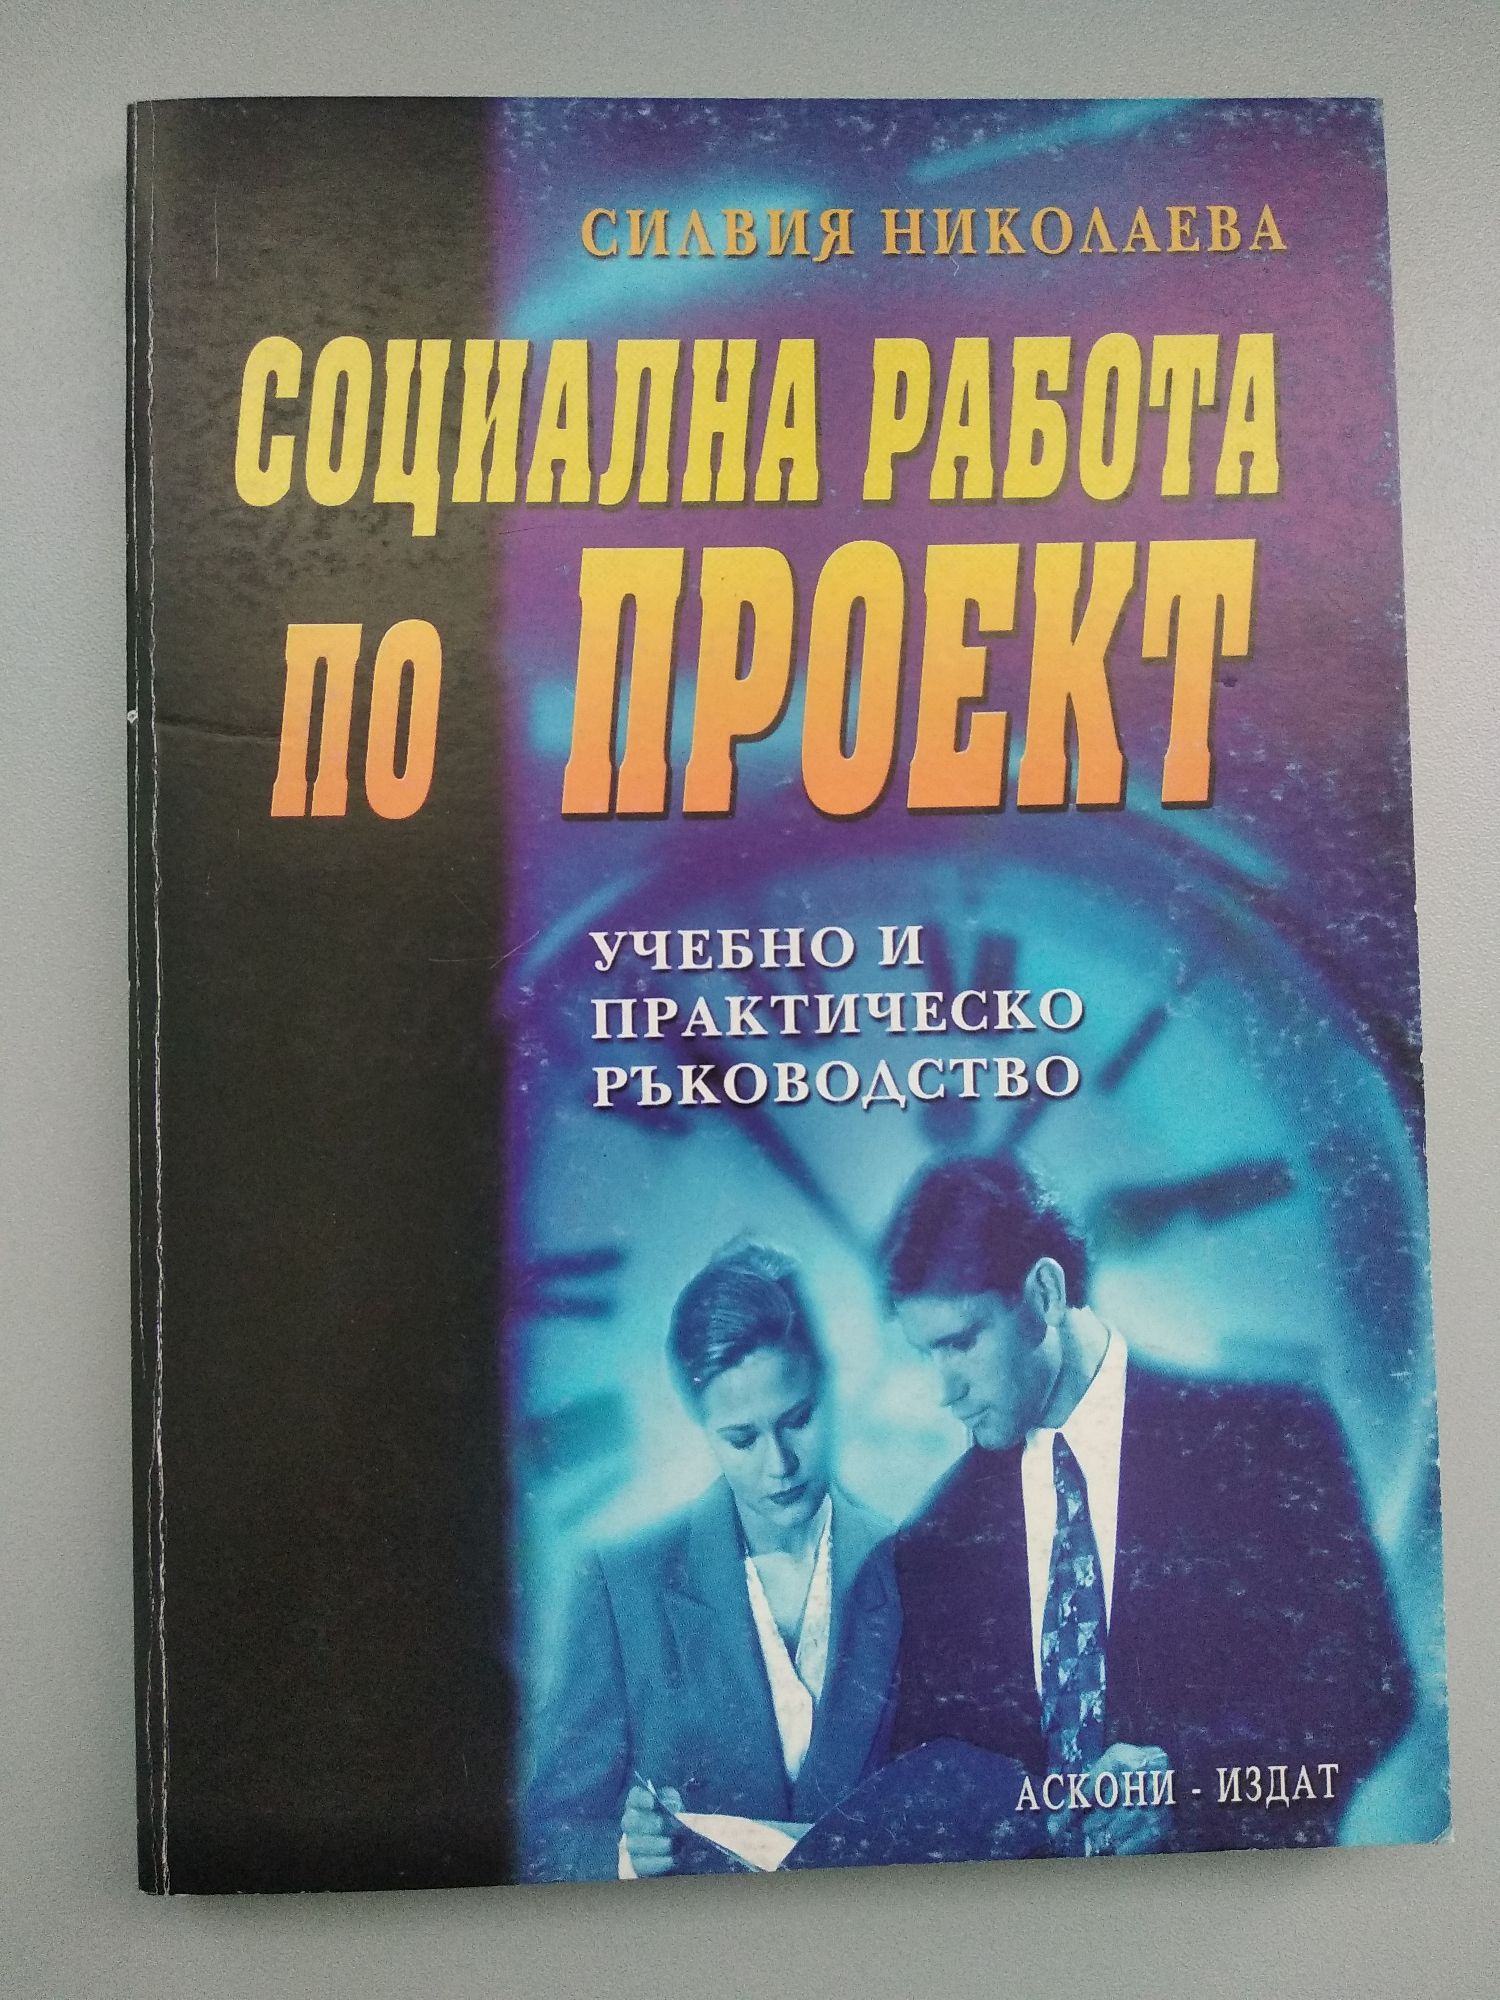 СИЛВИЯ НИКОЛАЕВА
СОЦИАЛНА РАБОТА
ПО ПРОЕКТ
УЧЕБНО И
ПРАКТИЧЕСКО
РЪКОВОДСТВО
АСКОНИ - ИЗДАТ